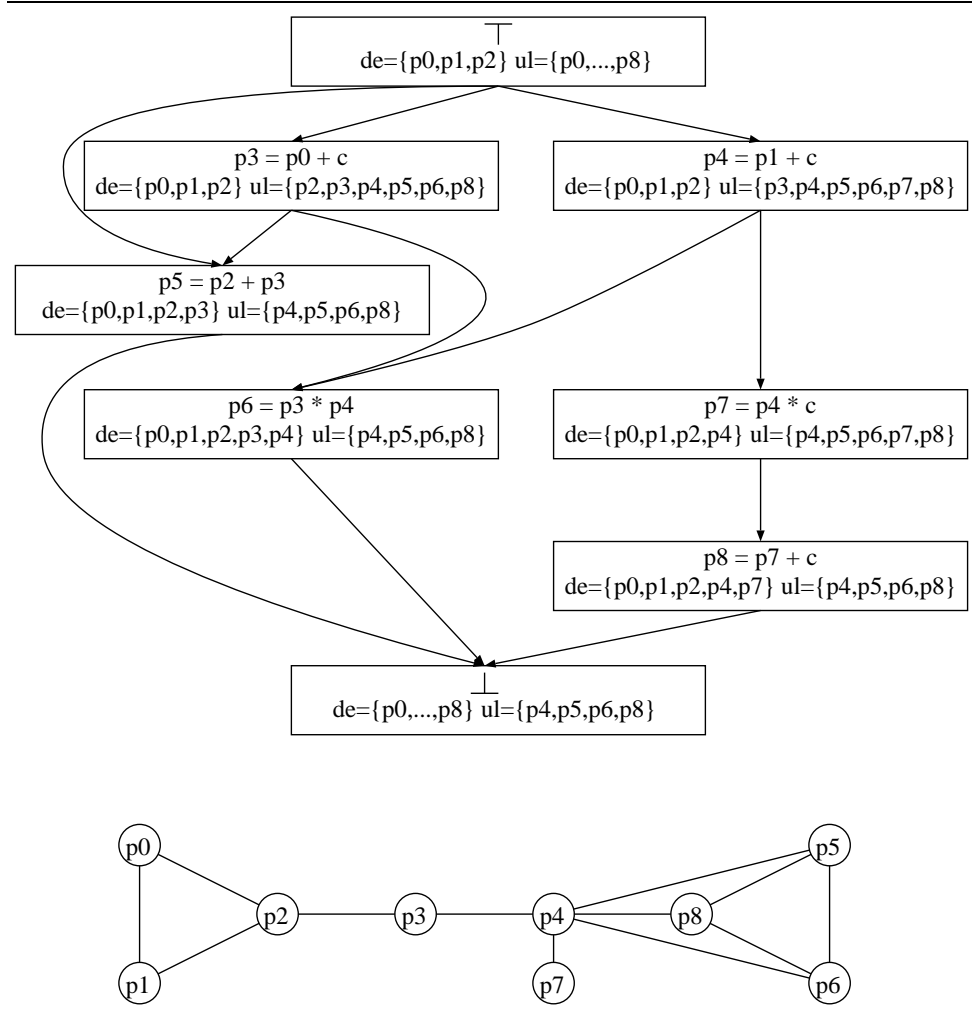 ⊤
de={p0,p1,p2} ul={p0,...,p8}
p3 = p0 + c
de={p0,p1,p2} ul={p2,p3,p4,p5,p6,p8}
p4 = p1 + c
de={p0,p1,p2} ul={p3,p4,p5,p6,p7,p8}
p5 = p2 + p3
de={p0,p1,p2,p3} ul={p4,p5,p6,p8}
p6 = p3 * p4
de={p0,p1,p2,p3,p4} ul={p4,p5,p6,p8}
p7 = p4 * c
de={p0,p1,p2,p4} ul={p4,p5,p6,p7,p8}
p8 = p7 + c
de={p0,p1,p2,p4,p7} ul={p4,p5,p6,p8}
⊥
de={p0,...,p8} ul={p4,p5,p6,p8}
p0
p5
p2
p3
p4
p8
p1
p7
p6